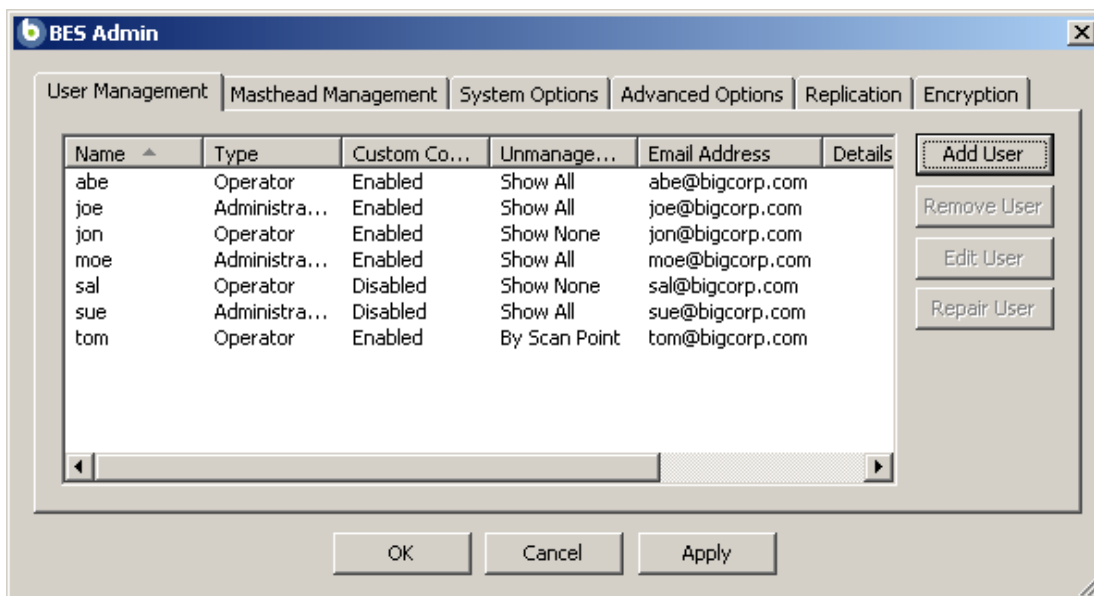 BES Admin
User Management Masthead Management System Options Advanced Options Replication Encryption
Name Type Custom Co... Unmanage... Email Address Details
abe Operator Enabled Show All abe@bigcorp.com
joe Administra... Enabled Show All joe@bigcorp.com
jon Operator Enabled Show None jon@bigcorp.com
moe Administra... Enabled Show All moe@bigcorp.com
sal Operator Disabled Show None sal@bigcorp.com
sue Administra... Disabled Show All sue@bigcorp.com
tom Operator Enabled By Scan Point tom@bigcorp.com
Add User
Remove User
Edit User
Repair User
OK Cancel Apply